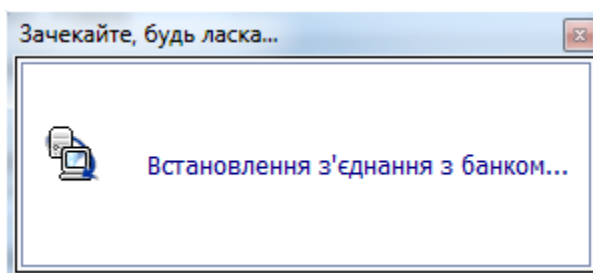 Зачекайте, будь ласка...
Встановлення з'єднання з банком...